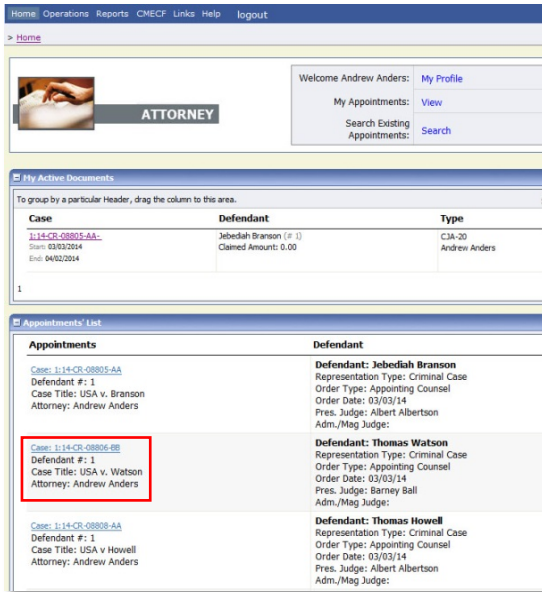 Home Operations Reports CMECF Links Help logout
> Home
ATTORNEY
Welcome Andrew Anders: My Profile
My Appointments: View
Search Existing
Appointments: Search
My Active Documents
To group by a particular Header, drag the column to this area.
Case Defendant Type
1:14-CR-08805-AA- Jebediah Branson (# 1) CJA-20
Start: 03/03/2014 Claimed Amount: 0.00 Andrew Anders
End: 04/02/2014
1
Appointments' List
Appointments Defendant
Case: 1:14-CR-08805-AA
Defendant #: 1
Case Title: USA v. Branson
Attorney: Andrew Anders
Defendant: Jebediah Branson
Representation Type: Criminal Case
Order Type: Appointing Counsel
Order Date: 03/03/14
Pres. Judge: Albert Albertson
Adm./Mag Judge:
Case: 1:14-CR-08806-BB
Defendant #: 1
Case Title: USA v. Watson
Attorney: Andrew Anders
Defendant: Thomas Watson
Representation Type: Criminal Case
Order Type: Appointing Counsel
Order Date: 03/03/14
Pres. Judge: Barney Ball
Adm./Mag Judge:
Case: 1:14-CR-08808-AA
Defendant #: 1
Case Title: USA v Howell
Attorney: Andrew Anders
Defendant: Thomas Howell
Representation Type: Criminal Case
Order Type: Appointing Counsel
Order Date: 03/03/14
Pres. Judge: Albert Albertson
Adm./Mag Judge: